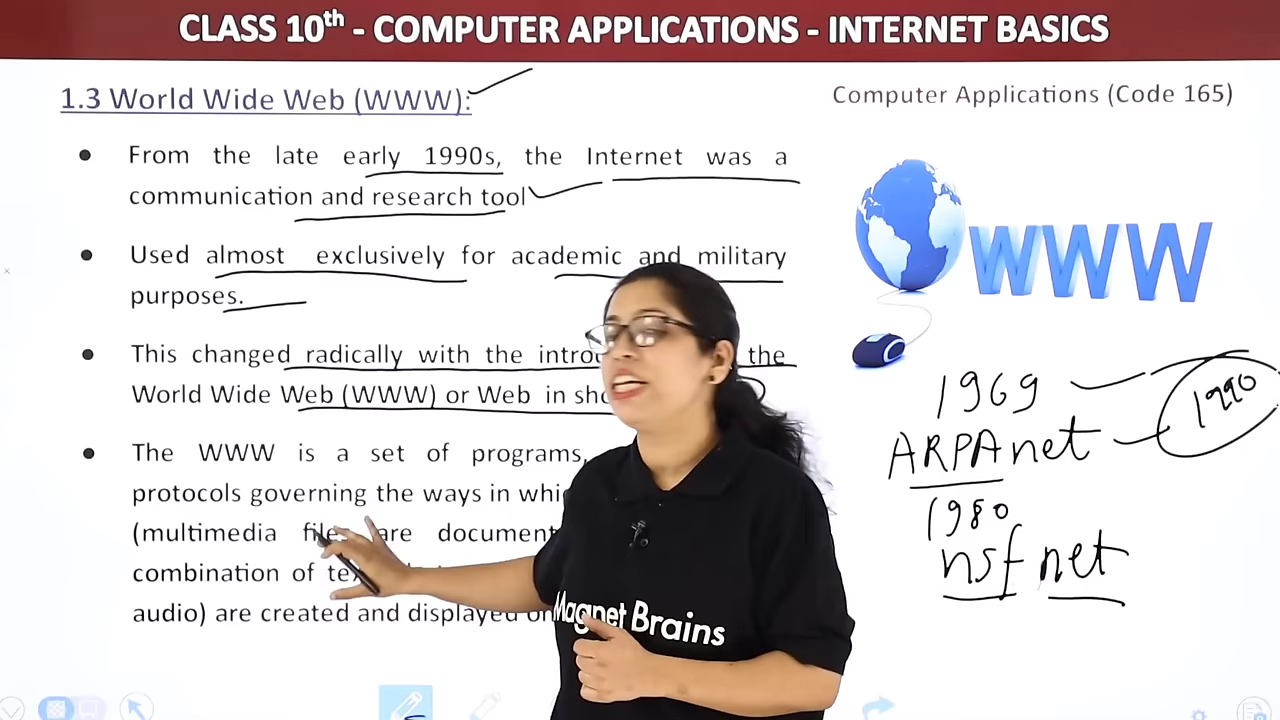 CLASS 10th - COMPUTER APPLICATIONS - INTERNET BASICS
1.3 World Wide Web (WWW):
Computer Applications (Code 165)
● From the late early 1990s, the Internet was a
communication and research tool
● Used almost exclusively for academic and military
purposes.
● This changed radically with the the
World Wide Web (WWW) or Web in
● The WWW is a set of programs,
protocols governing the ways in
(multimedia files are
combination of
audio) are created and displayed
WWW
1969
1990
ARPAnet
1980
nsfnet
Magnet Brains